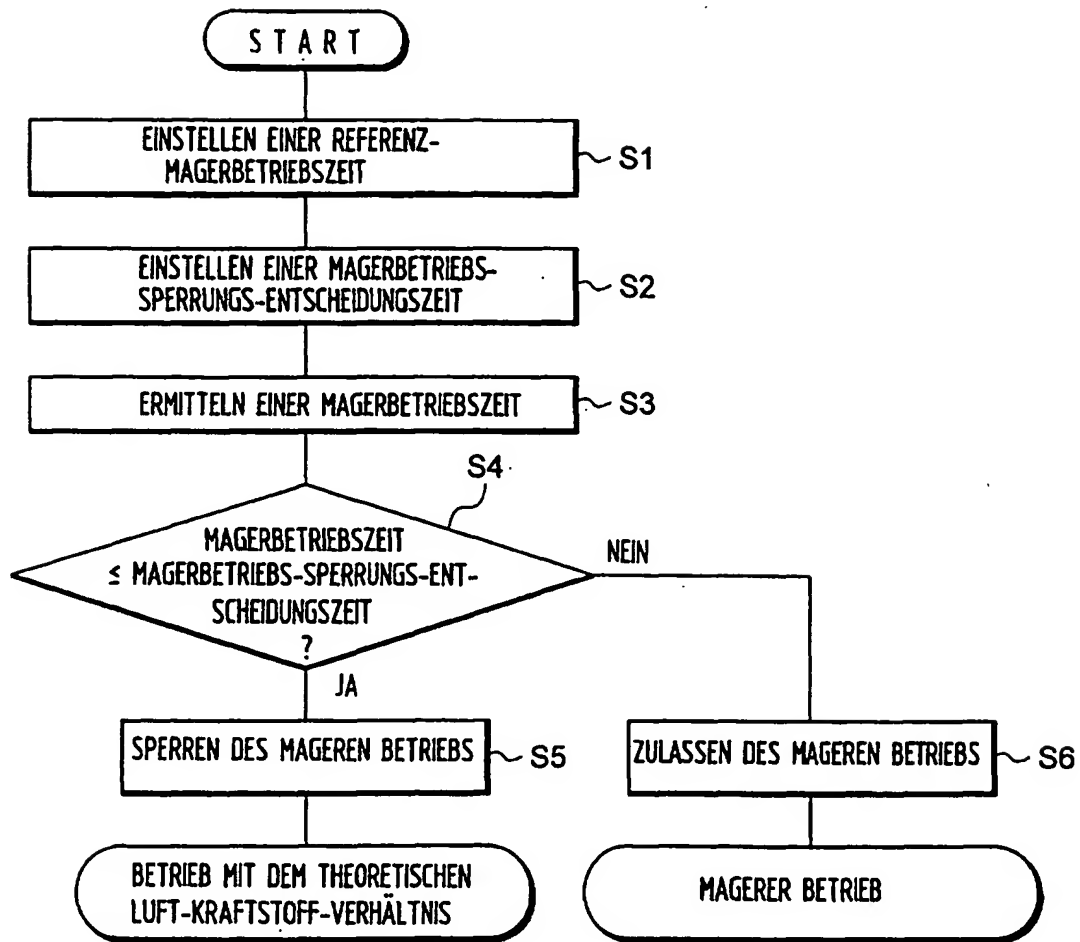 START
EINSTELLEN EINER REFERENZ-
MAGERBETRIEBSZEIT
S1
EINSTELLEN EINER MAGERBETRIEBS-
SPERRUNGS-ENTSCHEIDUNGSZEIT
S2
ERMITTELN EINER MAGERBETRIEBSZEIT
S3
S4
MAGERBETRIEBSZEIT
≤ MAGERBETRIEBS-SPERRUNGS-ENT-
SCHEIDUNGSZEIT
?
NEIN
JA
SPERREN DES MAGEREN BETRIEBS
S5
ZULASSEN DES MAGEREN BETRIEBS
S6
BETRIEB MIT DEM THEORETISCHEN
LUFT-KRAFTSTOFF-VERHÄLTNIS
MAGERER BETRIEB